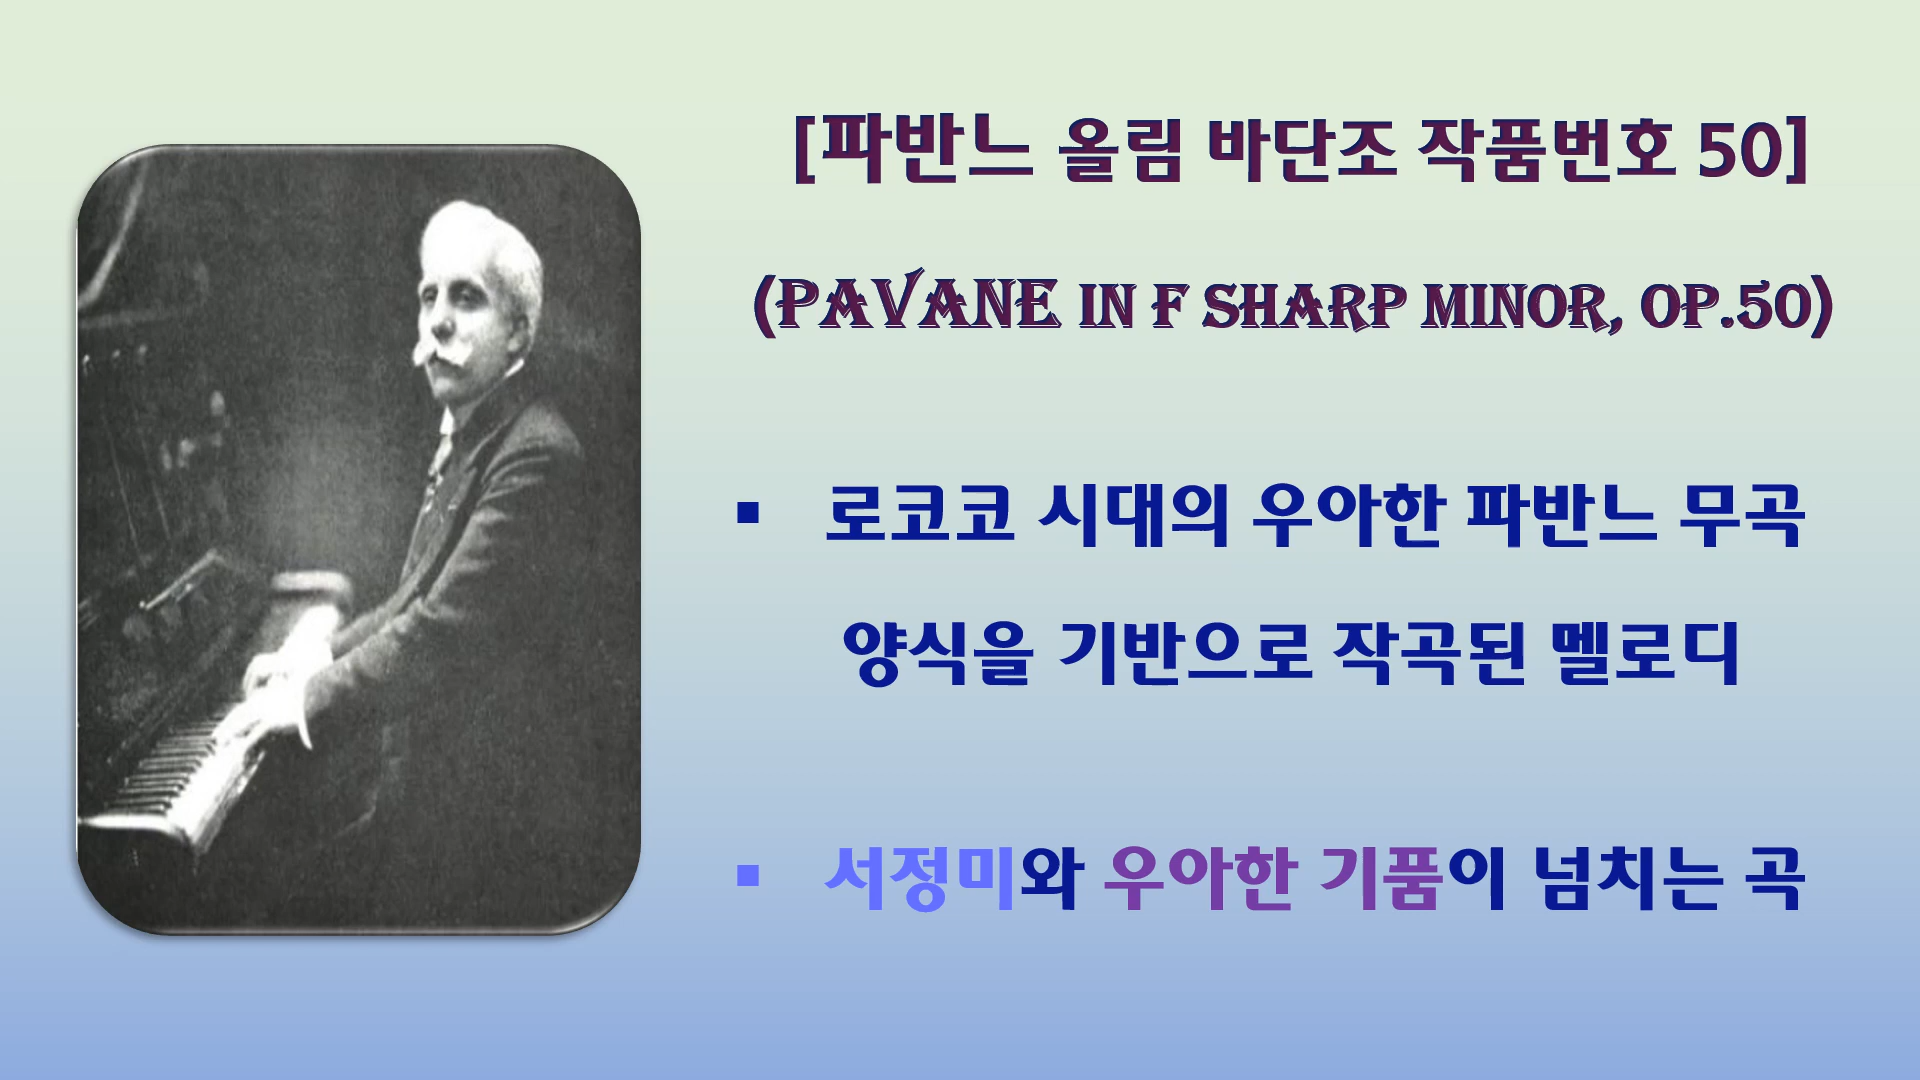 [파반느 올림 바단조 작품번호 50]
(PAVANE IN F SHARP MINOR, OP.50)
▪ 로코코 시대의 우아한 파반느 무곡
양식을 기반으로 작곡된 멜로디
▪ 서정미와 우아한 기품이 넘치는 곡